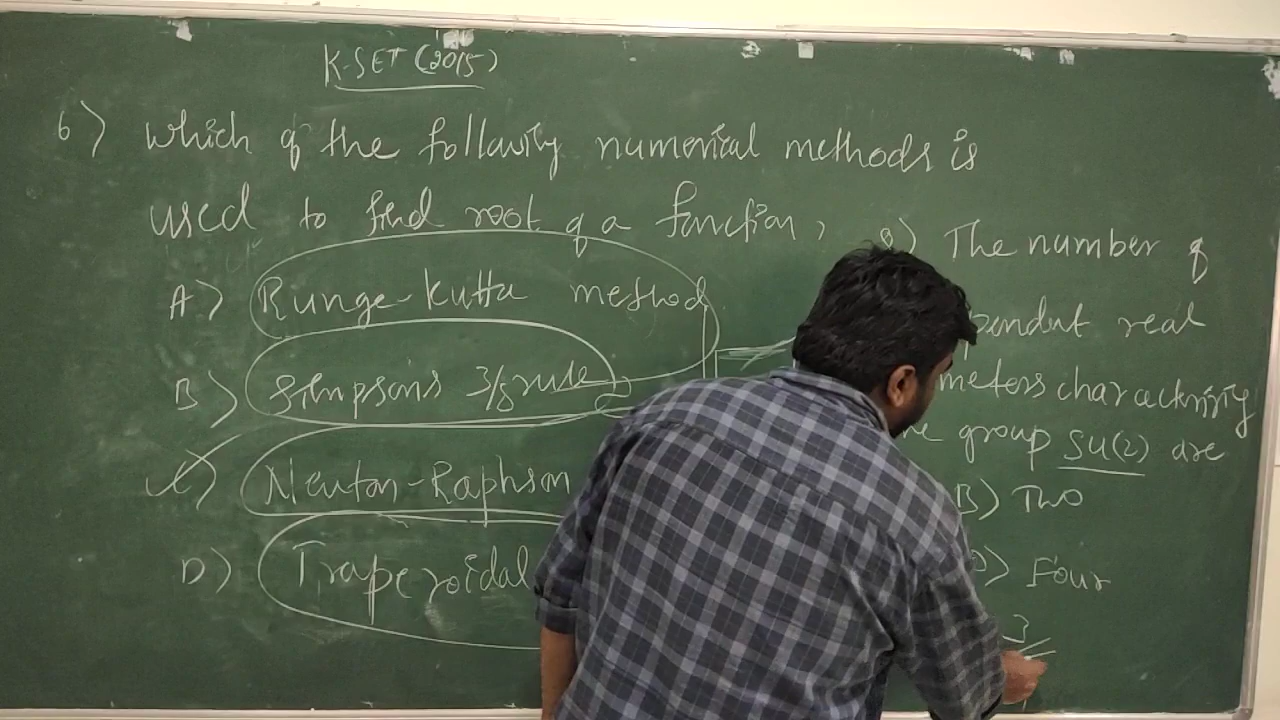 K-SET (2015)
6) which of the following numerical methods is
used to find root of a function,
A) Runge-Kutta method
B) Simpson's 3/8 rule
C) Newton-Raphson
D) Trapezoidal
8) The number of
pendent real
meters charactrizing
group SU(2) are
B) Two
D) Four
3